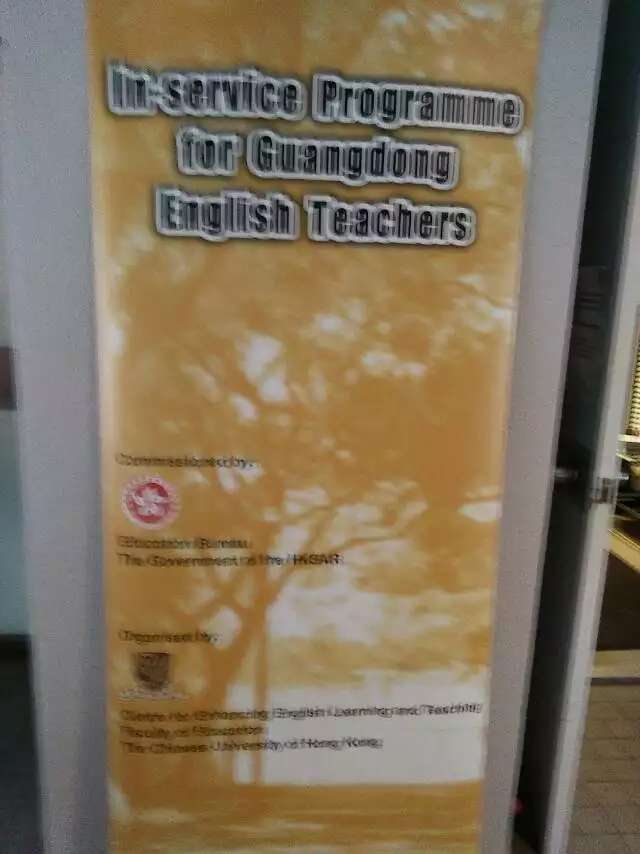 In-service Programme
for Guangdong
English Teachers
Commissioned by:
Education Bureau
The Government of the HKSAR
Organised by:
Centre for Enhancing English Learning and Teaching
Faculty of Education
The Chinese University of Hong Kong